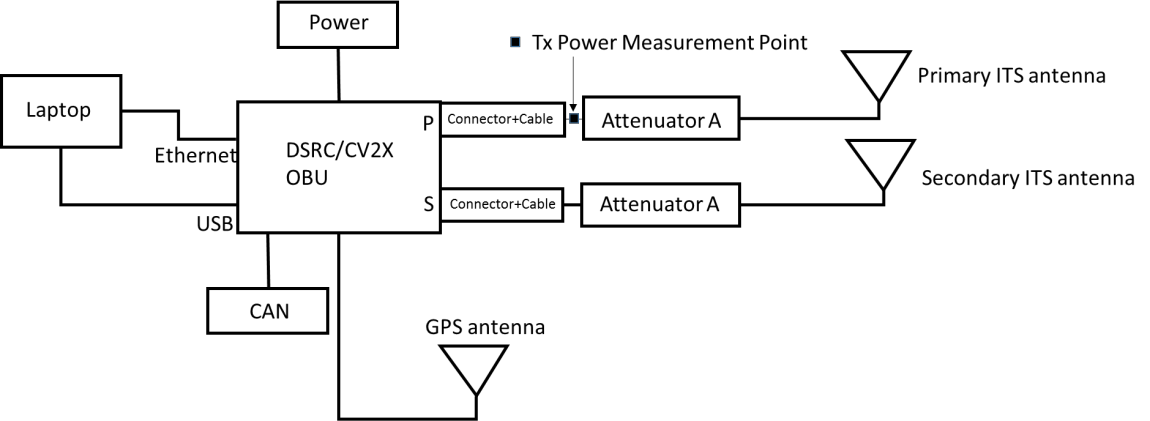 Power
Tx Power Measurement Point
Primary ITS antenna
Laptop
P
Connector+Cable
Attenuator A
Ethernet
DSRC/CV2X
OBU
Secondary ITS antenna
S
Connector+Cable
Attenuator A
USB
CAN
GPS antenna